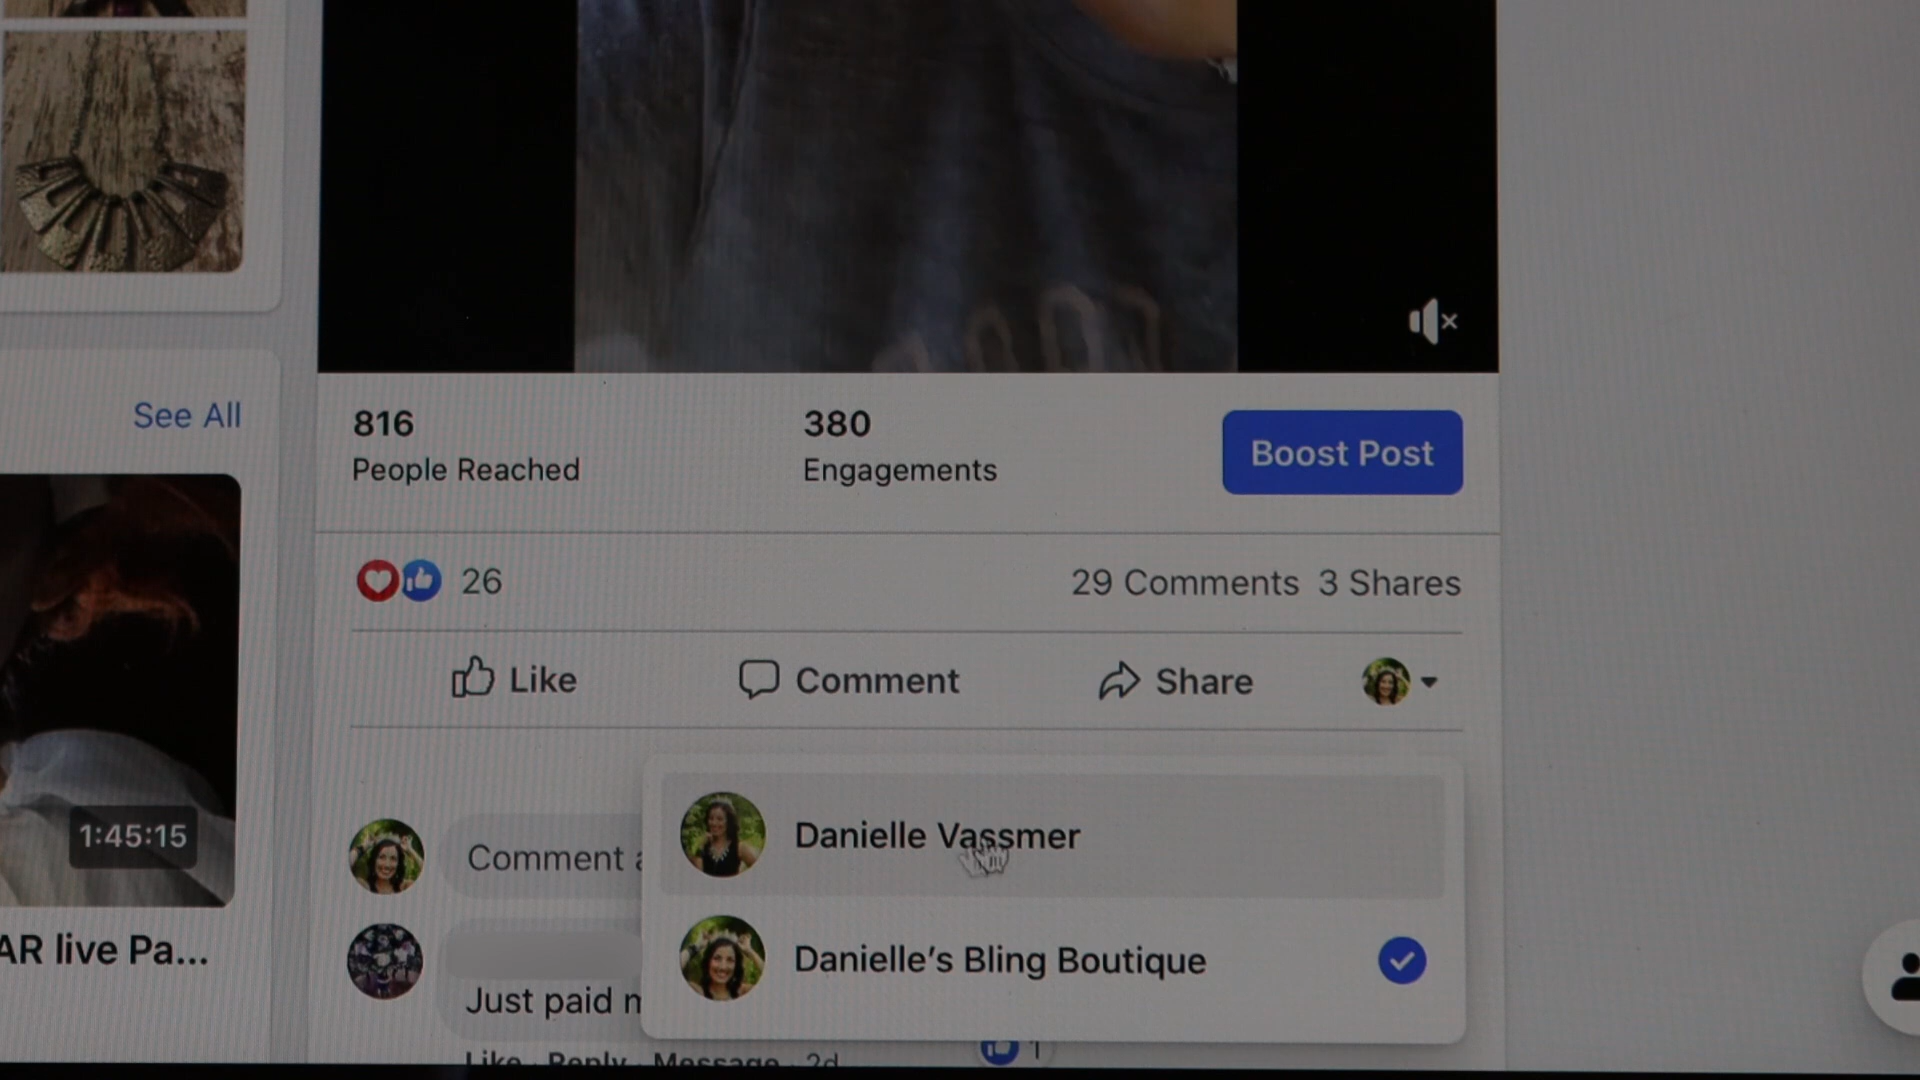 See All
1:45:15
AR live Pa...
816
People Reached
380
Engagements
Boost Post
26
29 Comments 3 Shares
Like
Comment
Share
Comment
Danielle Vassmer
Danielle's Bling Boutique
Just paid
Like Reply Message 2d
1